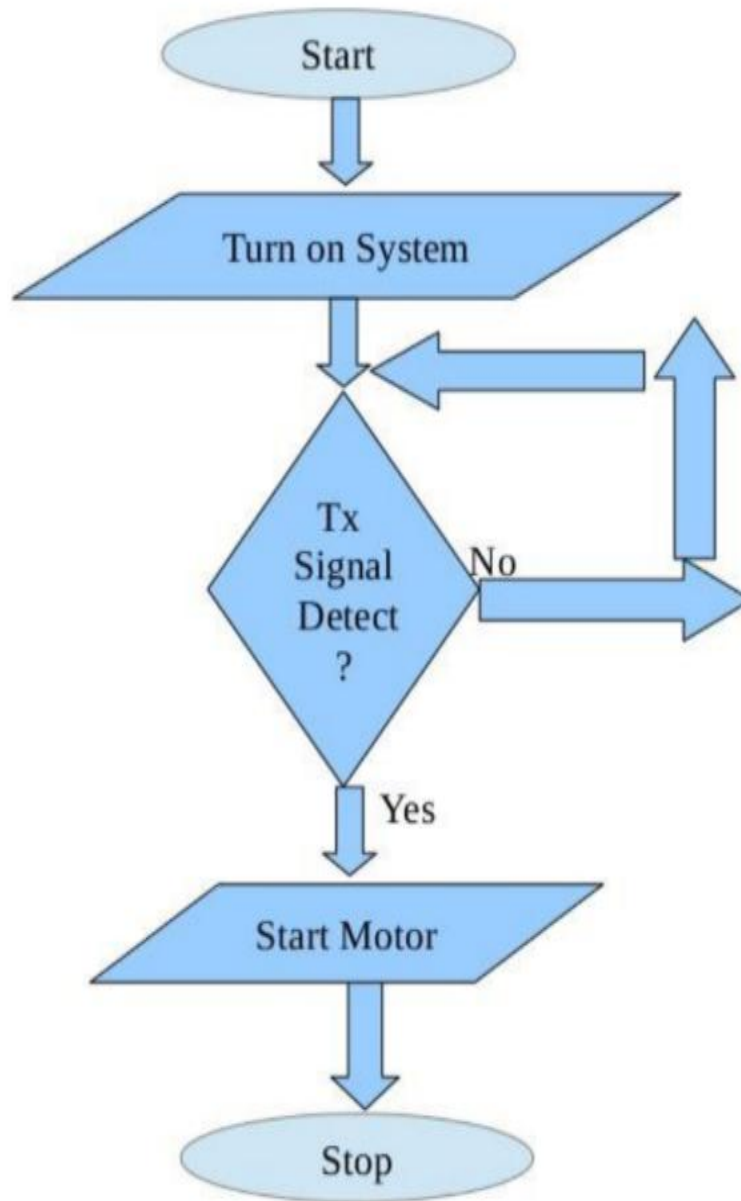 Start
Turn on System
Tx
Signal
Detect
?
No
Yes
Start Motor
Stop